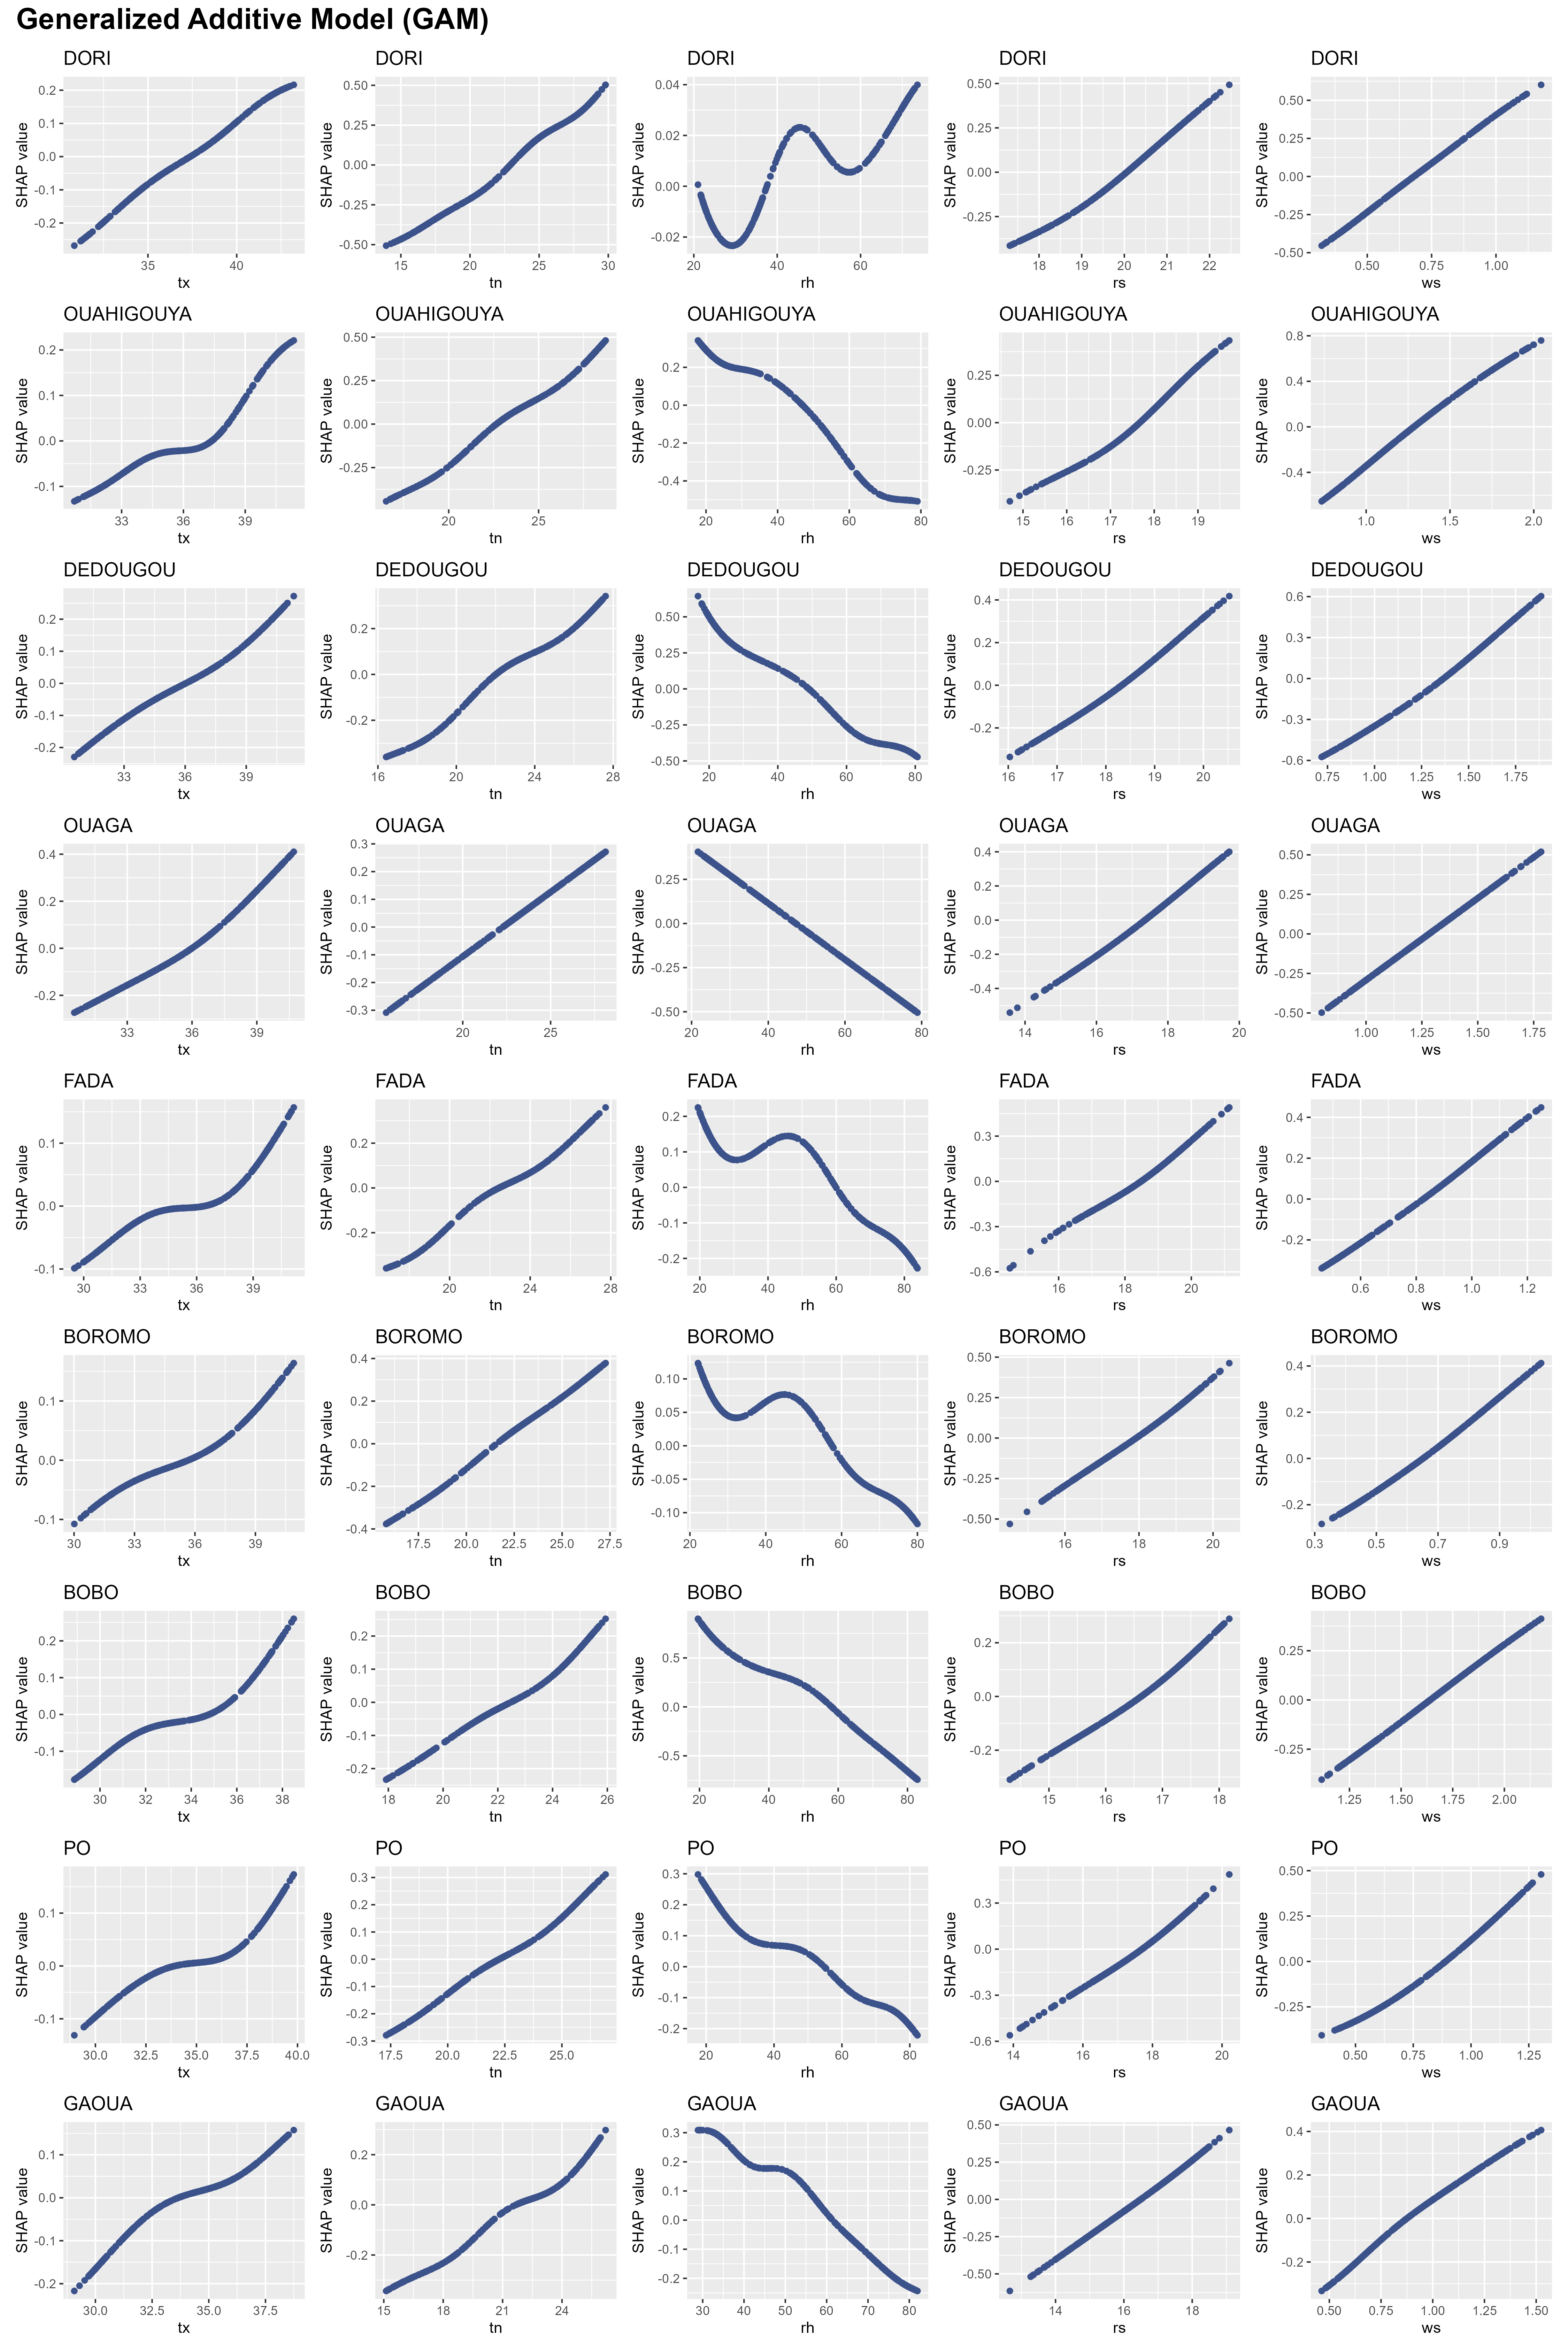 Generalized Additive Model (GAM)
DORI
SHAP value
0.2 0.1 0.0 -0.1 -0.2
35 40
tx
DORI
SHAP value
0.50 0.25 0.00 -0.25 -0.50
15 20 25 30
tn
DORI
SHAP value
0.04 0.02 0.00 -0.02
20 40 60
rh
DORI
SHAP value
0.50 0.25 0.00 -0.25
18 19 20 21 22
rs
DORI
SHAP value
0.50 0.25 0.00 -0.25 -0.50
0.50 0.75 1.00
ws
OUAHIGOUYA
SHAP value
0.2 0.1 0.0 -0.1
33 36 39
tx
OUAHIGOUYA
SHAP value
0.50 0.25 0.00 -0.25
20 25
tn
OUAHIGOUYA
SHAP value
0.2 0.0 -0.2 -0.4
20 40 60 80
rh
OUAHIGOUYA
SHAP value
0.25 0.00 -0.25
15 16 17 18 19
rs
OUAHIGOUYA
SHAP value
0.8 0.4 0.0 -0.4
1.0 1.5 2.0
ws
DEDOUGOU
SHAP value
0.2 0.1 0.0 -0.1 -0.2
33 36 39
tx
DEDOUGOU
SHAP value
0.2 0.0 -0.2
16 20 24 28
tn
DEDOUGOU
SHAP value
0.50 0.25 0.00 -0.25 -0.50
20 40 60 80
rh
DEDOUGOU
SHAP value
0.4 0.2 0.0 -0.2
16 17 18 19 20
rs
DEDOUGOU
SHAP value
0.6 0.3 0.0 -0.3 -0.6
0.75 1.00 1.25 1.50 1.75
ws
OUAGA
SHAP value
0.4 0.2 0.0 -0.2
33 36 39
tx
OUAGA
SHAP value
0.3 0.2 0.1 0.0 -0.1 -0.2 -0.3
20 25
tn
OUAGA
SHAP value
0.25 0.00 -0.25 -0.50
20 40 60 80
rh
OUAGA
SHAP value
0.4 0.2 0.0 -0.2 -0.4
14 16 18 20
rs
OUAGA
SHAP value
0.50 0.25 0.00 -0.25 -0.50
1.00 1.25 1.50 1.75
ws
FADA
SHAP value
0.1 0.0 -0.1
30 33 36 39
tx
FADA
SHAP value
0.2 0.0 -0.2
20 24 28
tn
FADA
SHAP value
0.2 0.1 0.0 -0.1 -0.2
20 40 60 80
rh
FADA
SHAP value
0.3 0.0 -0.3 -0.6
16 18 20
rs
FADA
SHAP value
0.4 0.2 0.0 -0.2
0.6 0.8 1.0 1.2
ws
BOROMO
SHAP value
0.1 0.0 -0.1
30 33 36 39
tx
BOROMO
SHAP value
0.4 0.2 0.0 -0.2 -0.4
17.5 20.0 22.5 25.0 27.5
tn
BOROMO
SHAP value
0.10 0.05 0.00 -0.05 -0.10
20 40 60 80
rh
BOROMO
SHAP value
0.50 0.25 0.00 -0.25 -0.50
16 18 20
rs
BOROMO
SHAP value
0.4 0.2 0.0 -0.2
0.3 0.5 0.7 0.9
ws
BOBO
SHAP value
0.2 0.1 0.0 -0.1
30 32 34 36 38
tx
BOBO
SHAP value
0.2 0.1 0.0 -0.1 -0.2
18 20 22 24 26
tn
BOBO
SHAP value
0.5 0.0 -0.5
20 40 60 80
rh
BOBO
SHAP value
0.2 0.0 -0.2
15 16 17 18
rs
BOBO
SHAP value
0.25 0.00 -0.25
1.25 1.50 1.75 2.00
ws
PO
SHAP value
0.1 0.0 -0.1
30.0 32.5 35.0 37.5 40.0
tx
PO
SHAP value
0.3 0.2 0.1 0.0 -0.1 -0.2 -0.3
17.5 20.0 22.5 25.0
tn
PO
SHAP value
0.3 0.2 0.1 0.0 -0.1 -0.2
20 40 60 80
rh
PO
SHAP value
0.3 0.0 -0.3 -0.6
14 16 18 20
rs
PO
SHAP value
0.50 0.25 0.00 -0.25
0.50 0.75 1.00 1.25
ws
GAOUA
SHAP value
0.1 0.0 -0.1 -0.2
30.0 32.5 35.0 37.5
tx
GAOUA
SHAP value
0.2 0.0 -0.2
15 18 21 24
tn
GAOUA
SHAP value
0.3 0.2 0.1 0.0 -0.1 -0.2
30 40 50 60 70 80
rh
GAOUA
SHAP value
0.50 0.25 0.00 -0.25 -0.50
14 16 18
rs
GAOUA
SHAP value
0.4 0.2 0.0 -0.2
0.50 0.75 1.00 1.25 1.50
ws